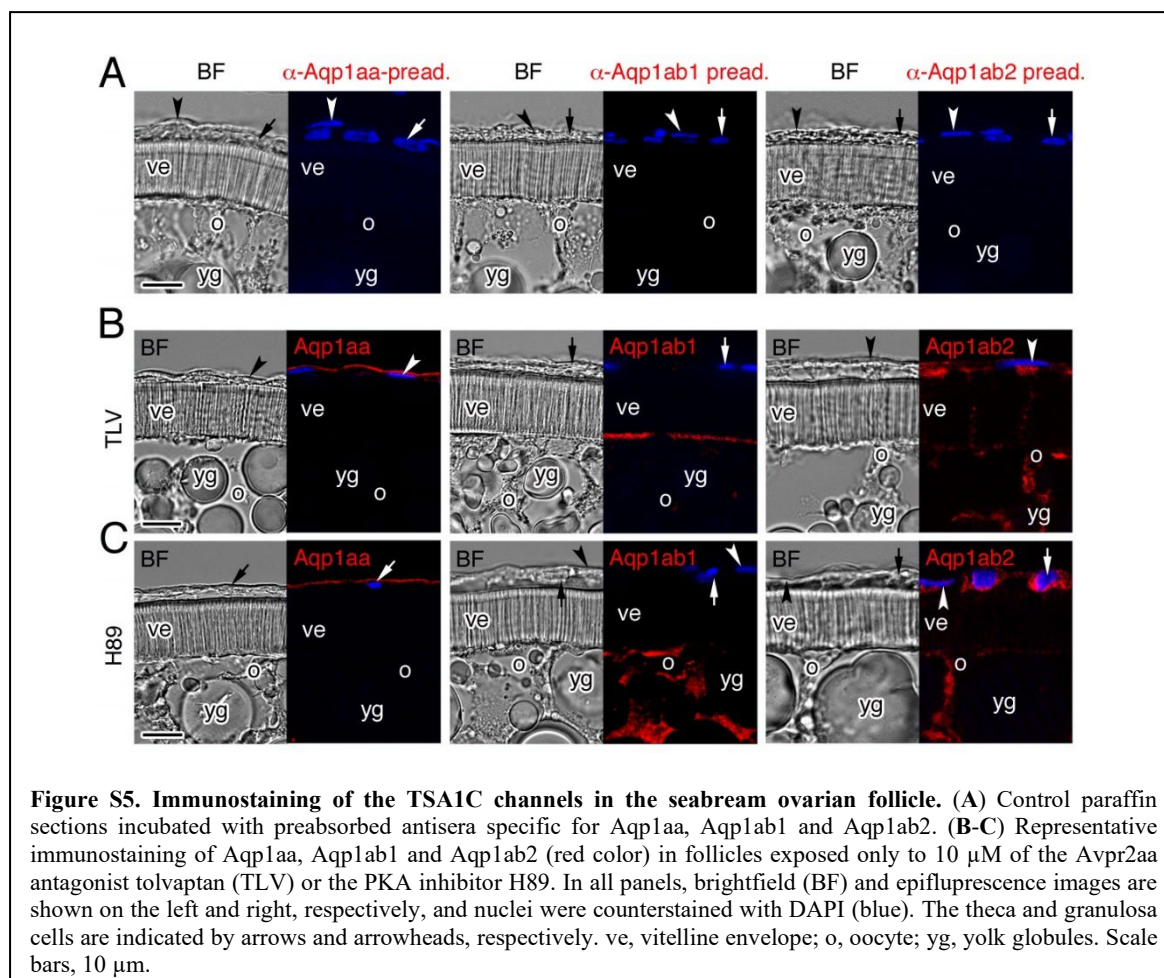 A
BF α-Aqp1aa-pread. BF α-Aqp1ab1 pread. BF α-Aqp1ab2 pread.
ve ve ve ve ve ve
o o o o o o
yg yg yg yg yg yg
B
BF Aqp1aa BF Aqp1ab1 BF Aqp1ab2
TLV
ve ve ve ve ve ve
yg o yg o yg o yg o o yg o yg
C
BF Aqp1aa BF Aqp1ab1 BF Aqp1ab2
H89
ve ve ve ve ve ve
o o o o o o
yg yg yg yg yg yg
Figure S5. Immunostaining of the TSA1C channels in the seabream ovarian follicle. (A) Control paraffin
sections incubated with preabsorbed antisera specific for Aqp1aa, Aqp1ab1 and Aqp1ab2. (B-C) Representative
immunostaining of Aqp1aa, Aqp1ab1 and Aqp1ab2 (red color) in follicles exposed only to 10 µM of the Avpr2aa
antagonist tolvaptan (TLV) or the PKA inhibitor H89. In all panels, brightfield (BF) and epifluprescence images are
shown on the left and right, respectively, and nuclei were counterstained with DAPI (blue). The theca and granulosa
cells are indicated by arrows and arrowheads, respectively. ve, vitelline envelope; o, oocyte; yg, yolk globules. Scale
bars, 10 µm.